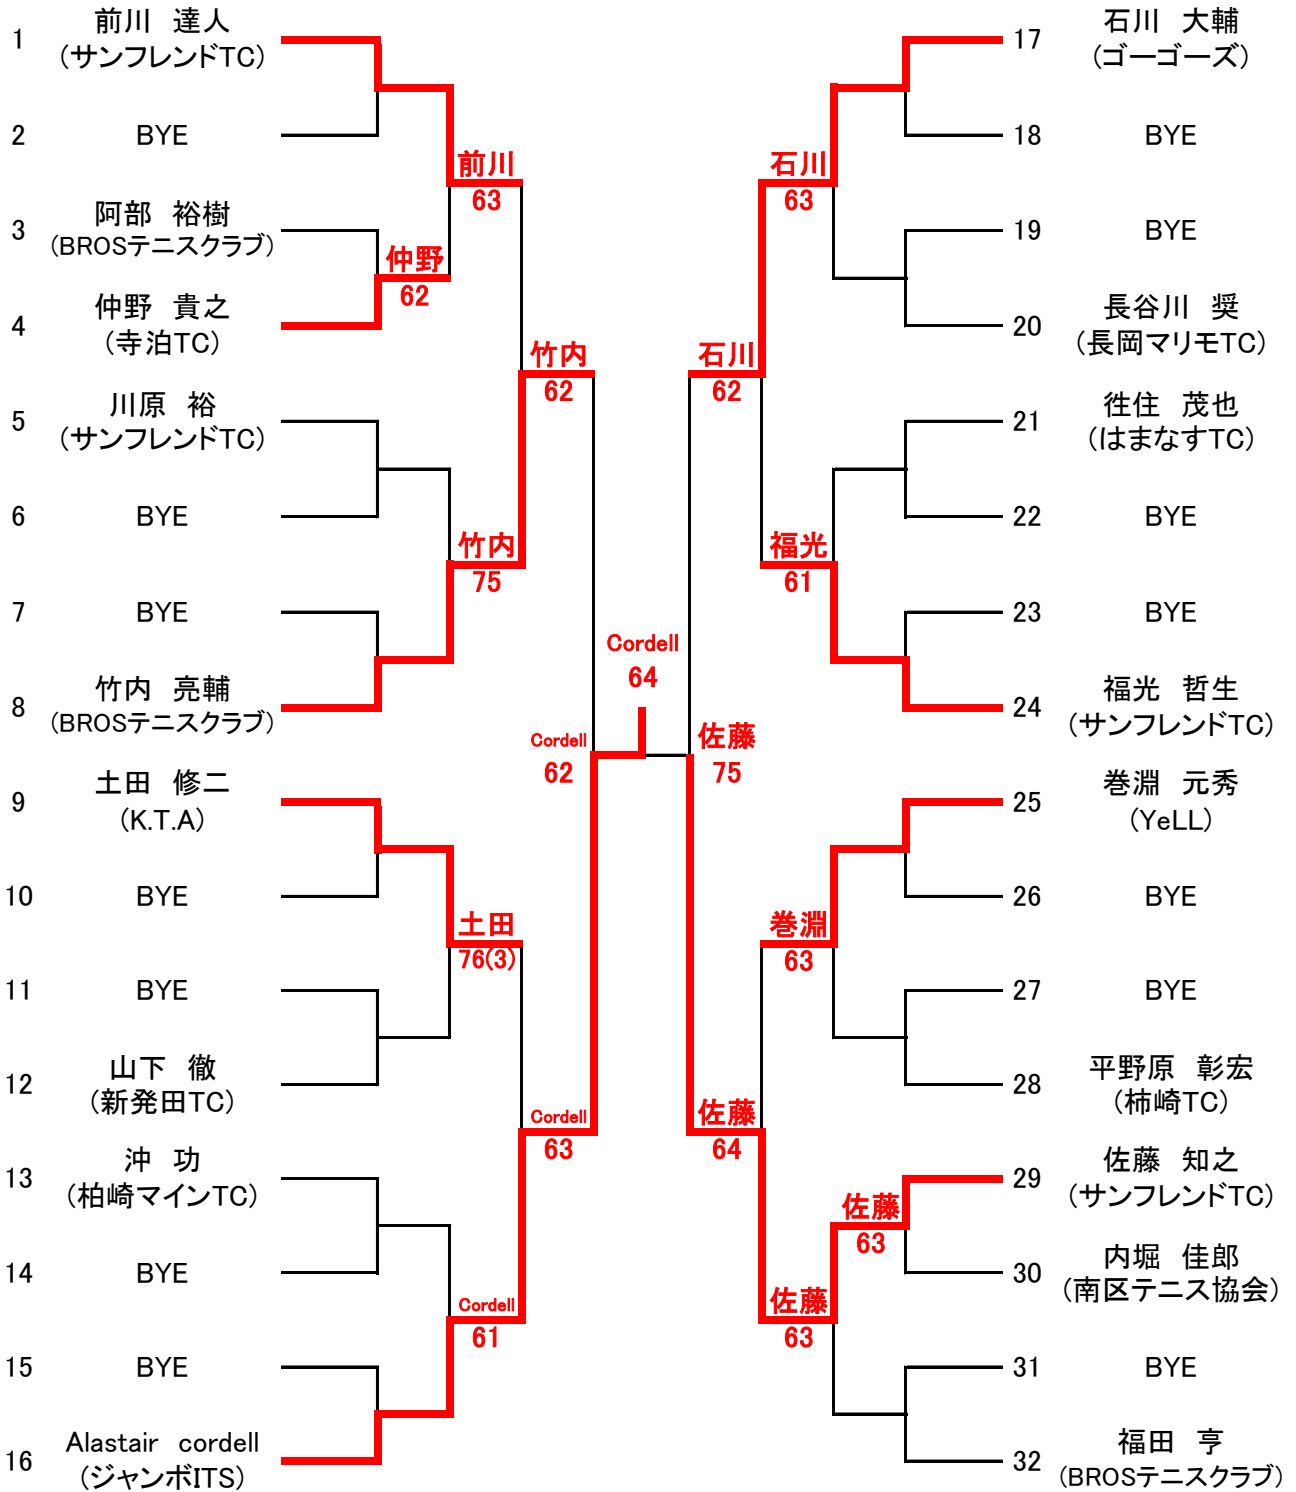 1 前川 達人
(サンフレンドTC)
2 BYE
3 阿部 裕樹
(BROSテニスクラブ)
4 仲野 貴之
(寺泊TC)
5 川原 裕
(サンフレンドTC)
6 BYE
7 BYE
8 竹内 亮輔
(BROSテニスクラブ)
9 土田 修二
(K.T.A)
10 BYE
11 BYE
12 山下 徹
(新発田TC)
13 沖 功
(柏崎マインTC)
14 BYE
15 BYE
16 Alastair cordell
(ジャンボITS)
仲野
62
前川
63
竹内
75
土田
76(3)
Cordell
61
竹内
62
Cordell
63
Cordell
62
Cordell
64
佐藤
75
石川
62
佐藤
64
石川
63
福光
61
巻淵
63
佐藤
63
佐藤
63
17 石川 大輔
(ゴーゴーズ)
18 BYE
19 BYE
20 長谷川 奨
(長岡マリモTC)
21 徃住 茂也
(はまなすTC)
22 BYE
23 BYE
24 福光 哲生
(サンフレンドTC)
25 巻淵 元秀
(YeLL)
26 BYE
27 BYE
28 平野原 彰宏
(柿崎TC)
29 佐藤 知之
(サンフレンドTC)
30 内堀 佳郎
(南区テニス協会)
31 BYE
32 福田 亨
(BROSテニスクラブ)